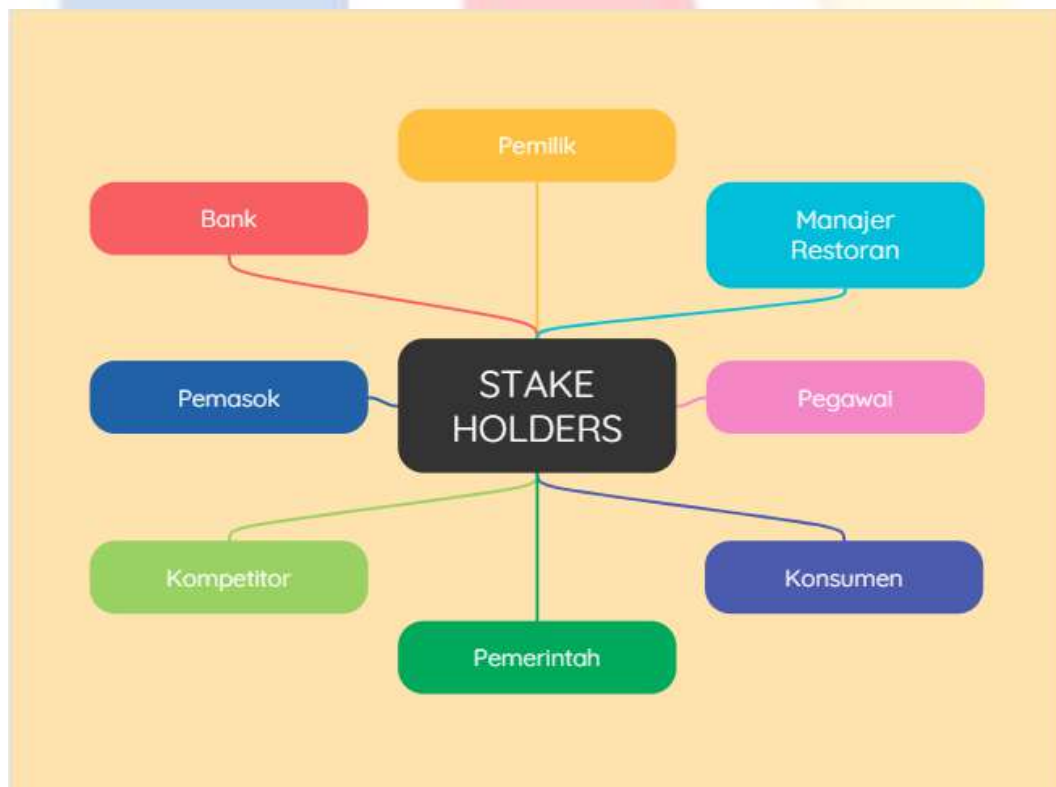 Pemilik
Bank
Manajer
Restoran
STAKE
HOLDERS
Pemasok
Pegawai
Kompetitor
Konsumen
Pemerintah